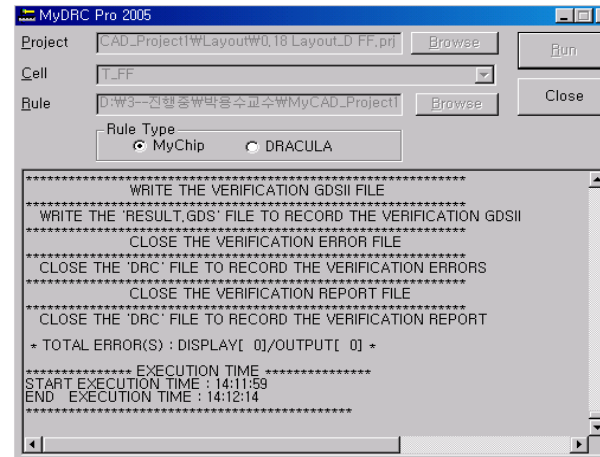 MyDRC Pro 2005
Project CAD_Project1₩Layout₩0,18 Layout_D FF,prj Browse Run
Cell T_FF
Rule D:₩3--진행중₩박용수교수₩MyCAD_Project1 Browse Close
Rule Type
MyChip DRACULA
*************************************************************
WRITE THE VERIFICATION GDSII FILE
*************************************************************
WRITE THE 'RESULT,GDS' FILE TO RECORD THE VERIFICATION GDSII
*************************************************************
CLOSE THE VERIFICATION ERROR FILE
*************************************************************
CLOSE THE 'DRC' FILE TO RECORD THE VERIFICATION ERRORS
*************************************************************
CLOSE THE VERIFICATION REPORT FILE
*************************************************************
CLOSE THE 'DRC' FILE TO RECORD THE VERIFICATION REPORT
* TOTAL ERROR(S) : DISPLAY[ 0]/OUTPUT[ 0] *
*************** EXECUTION TIME ***************
START EXECUTION TIME : 14:11:59
END EXECUTION TIME : 14:12:14
*********************************************